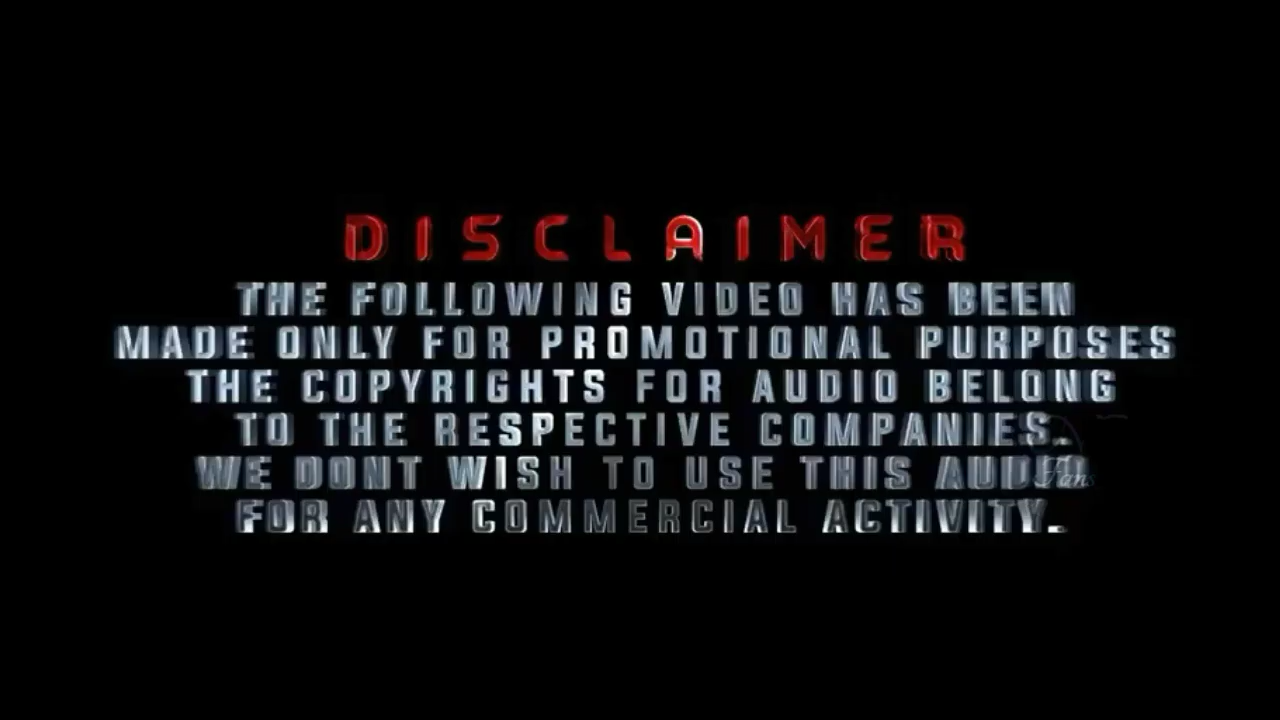 DISCLAIMER
THE FOLLOWING VIDEO HAS BEEN
MADE ONLY FOR PROMOTIONAL PURPOSES
THE COPYRIGHTS FOR AUDIO BELONG
TO THE RESPECTIVE COMPANIES.
WE DONT WISH TO USE THIS AUDIO
FOR ANY COMMERCIAL ACTIVITY.
Fans